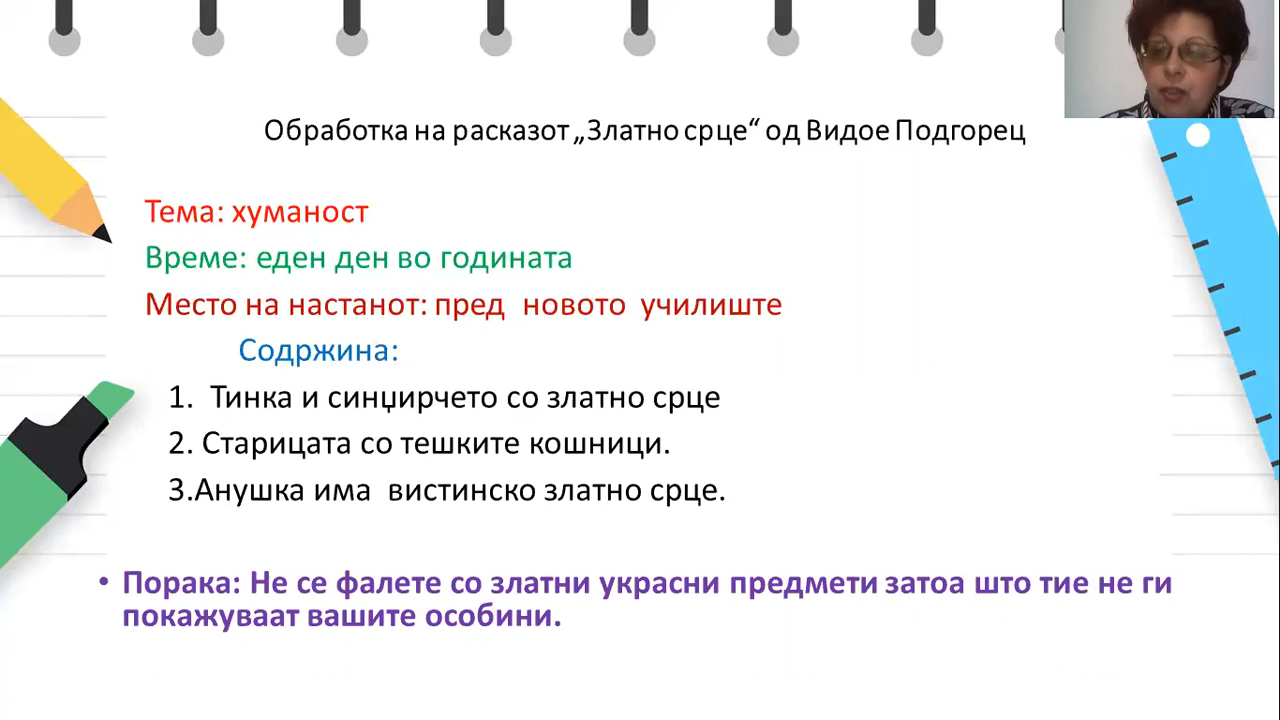 Обработка на расказот „Златно срце“ од Видое Подгорец
Тема: хуманост
Време: еден ден во годината
Место на настанот: пред новото училиште
Содржина:
1. Тинка и синџирчето со златно срце
2. Старицата со тешките кошници.
3.Анушка има вистинско златно срце.
• Порака: Не се фалете со златни украсни предмети затоа што тие не ги
покажуваат вашите особини.